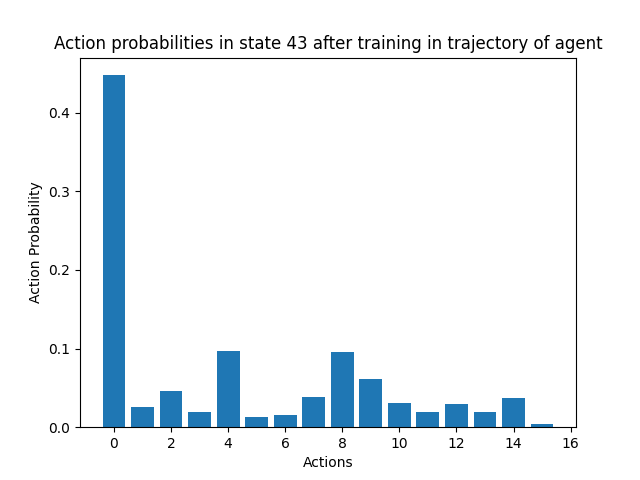 Action probabilities in state 43 after training in trajectory of agent
Action Probability
0.4
0.3
0.2
0.1
0.0
0 2 4 6 8 10 12 14 16
Actions